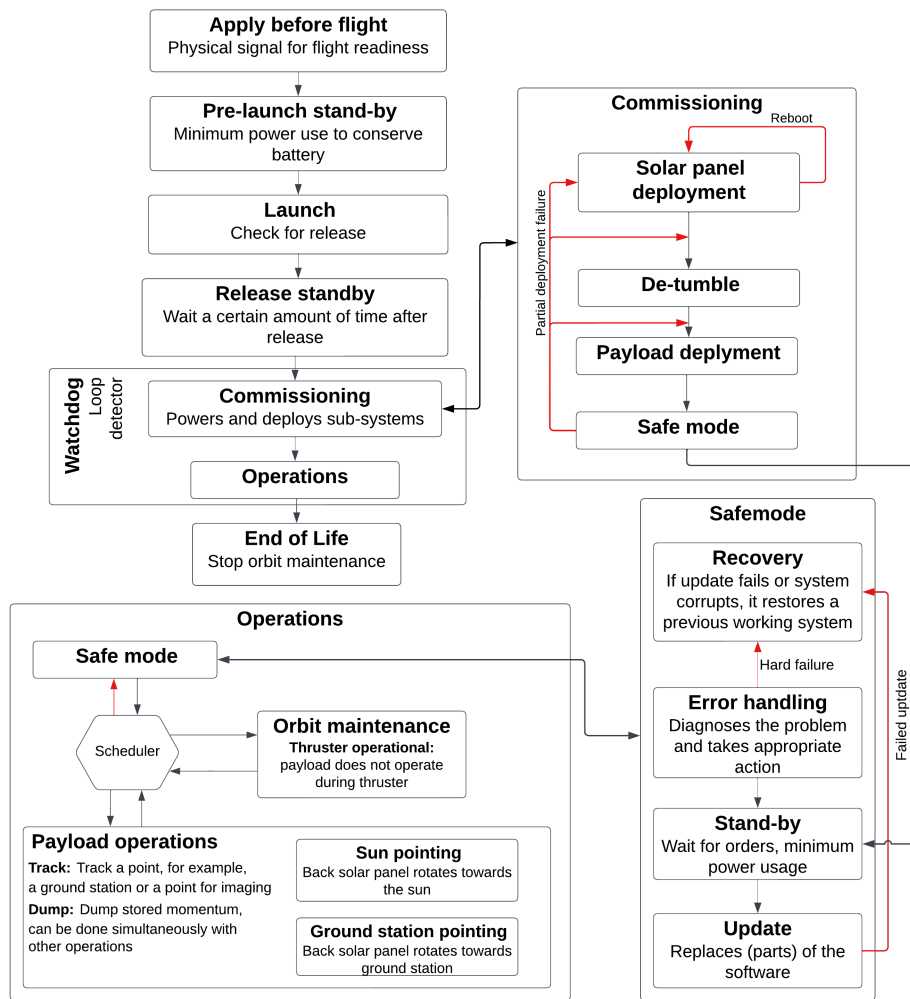 Apply before flight
Physical signal for flight readiness
Pre-launch stand-by
Minimum power use to conserve
battery
Launch
Check for release
Release standby
Wait a certain amount of time after
release
Watchdog
Loop
detector
Commissioning
Powers and deploys sub-systems
Operations
End of Life
Stop orbit maintenance
Commissioning
Reboot
Solar panel
deployment
Partial deployment failure
De-tumble
Payload deplyment
Safe mode
Operations
Safe mode
Scheduler
Orbit maintenance
Thruster operational:
payload does not operate
during thruster
Payload operations
Track: Track a point, for example,
a ground station or a point for imaging
Dump: Dump stored momentum,
can be done simultaneously with
other operations
Sun pointing
Back solar panel rotates towards
the sun
Ground station pointing
Back solar panel rotates towards
ground station
Safemode
Recovery
If update fails or system
corrupts, it restores a
previous working system
Hard failure
Error handling
Diagnoses the problem
and takes appropriate
action
Failed uptdate
Stand-by
Wait for orders, minimum
power usage
Update
Replaces (parts) of the
software